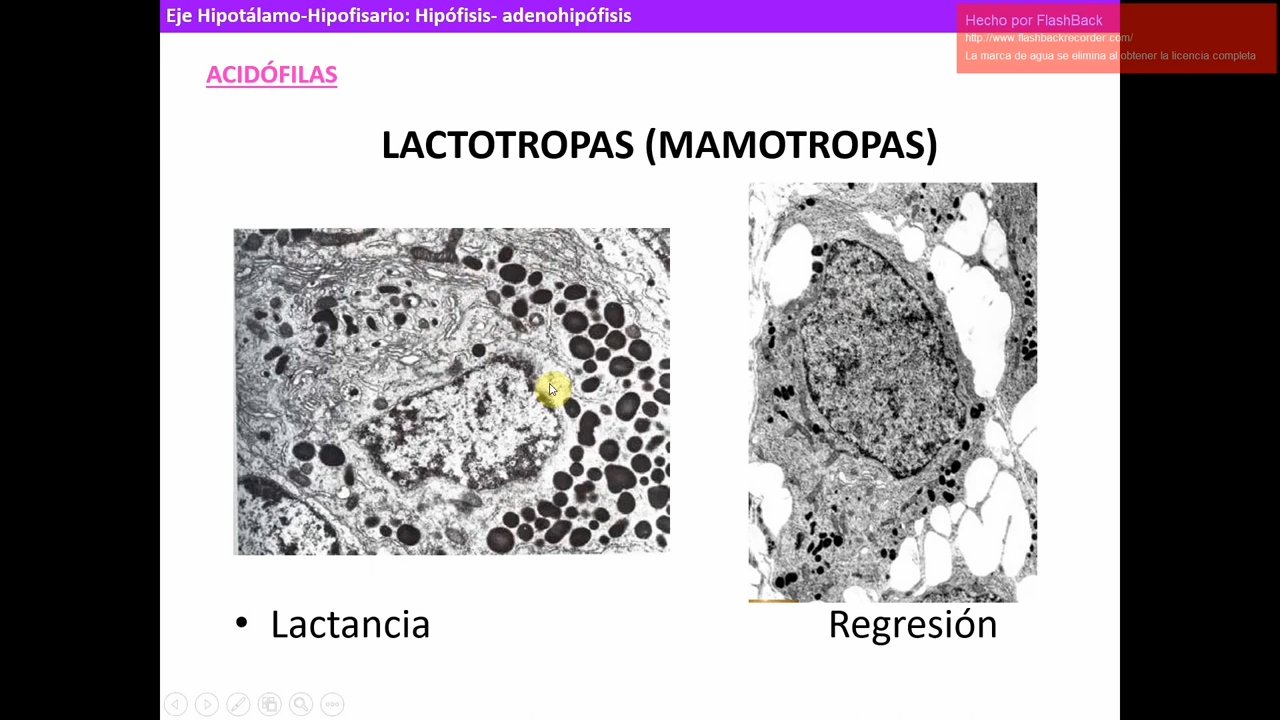 Eje Hipotálamo-Hipofisario: Hipófisis- adenohipófisis
Hecho por FlashBack
http://www.flashbackrecorder.com/
La marca de agua se elimina al obtener la licencia completa
ACIDÓFILAS
LACTOTROPAS (MAMOTROPAS)
• Lactancia
Regresión